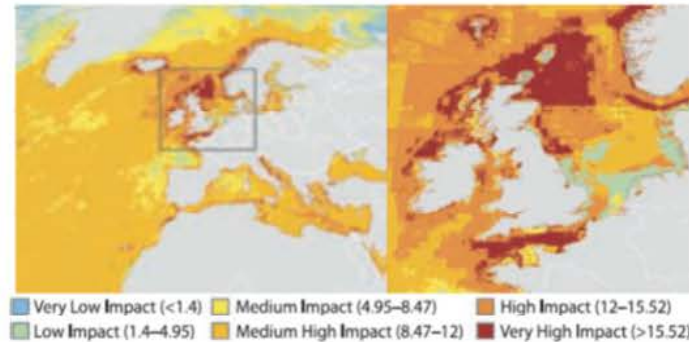 Very Low Impact (<1.4) Medium Impact (4.95–8.47) High Impact (12–15.52)
Low Impact (1.4–4.95) Medium High Impact (8.47–12) Very High Impact (>15.52)